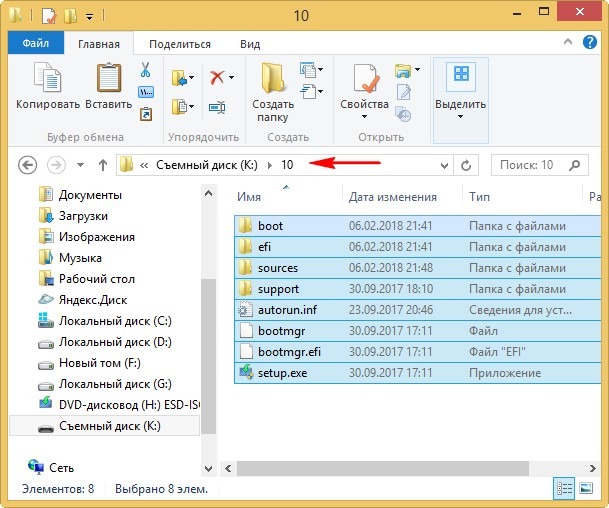 10
Файл Главная Поделиться Вид
Копировать Вставить
Создать папку
Свойства
Выделить
Буфер обмена Упорядочить Создать Открыть
« Съемный диск (K:) 10
Поиск: 10
Имя Дата изменения Тип
Документы
Загрузки
Изображения
Музыка
Рабочий стол
Яндекс.Диск
Локальный диск (C:)
Локальный диск (D:)
Новый том (F:)
Локальный диск (G:)
DVD-дисковод (H:) ESD-ISO
Съемный диск (K:)
Сеть
boot 06.02.2018 21:41 Папка с файлами
efi 06.02.2018 21:41 Папка с файлами
sources 06.02.2018 21:48 Папка с файлами
support 30.09.2017 18:10 Папка с файлами
autorun.inf 23.09.2017 20:46 Сведения для уст...
bootmgr 30.09.2017 17:11 Файл
bootmgr.efi 30.09.2017 17:11 Файл "EFI"
setup.exe 30.09.2017 17:11 Приложение
Элементов: 8 Выбрано 8 элем.